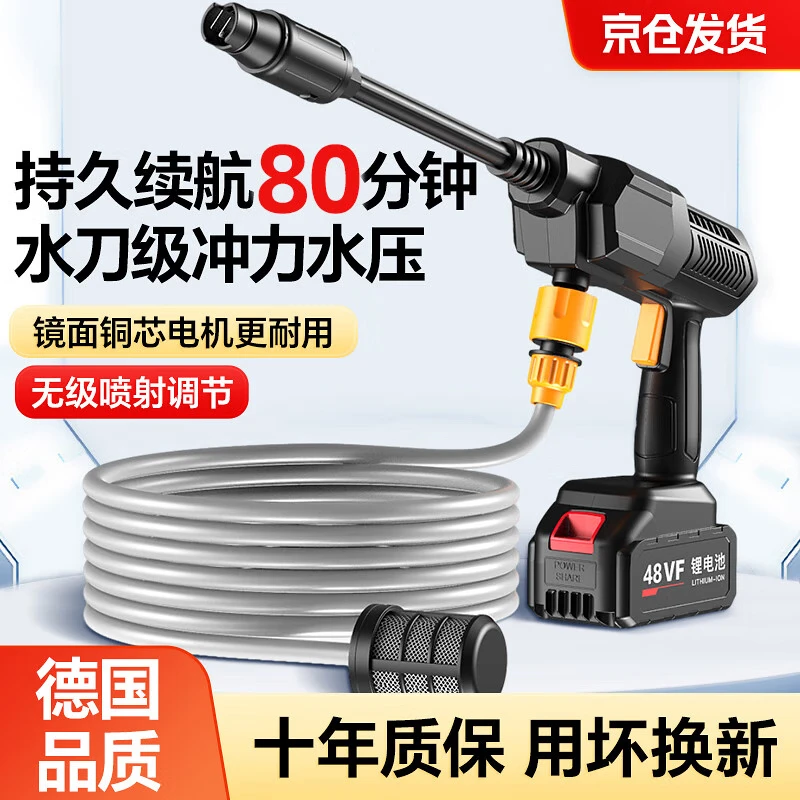 京仓发货
持久续航80分钟
水刀级冲力水压
镜面铜芯电机更耐用
无级喷射调节
POWER
SHARE
48VF 锂电池
LITHIUM-ION
德国
品质
十年质保 用坏换新